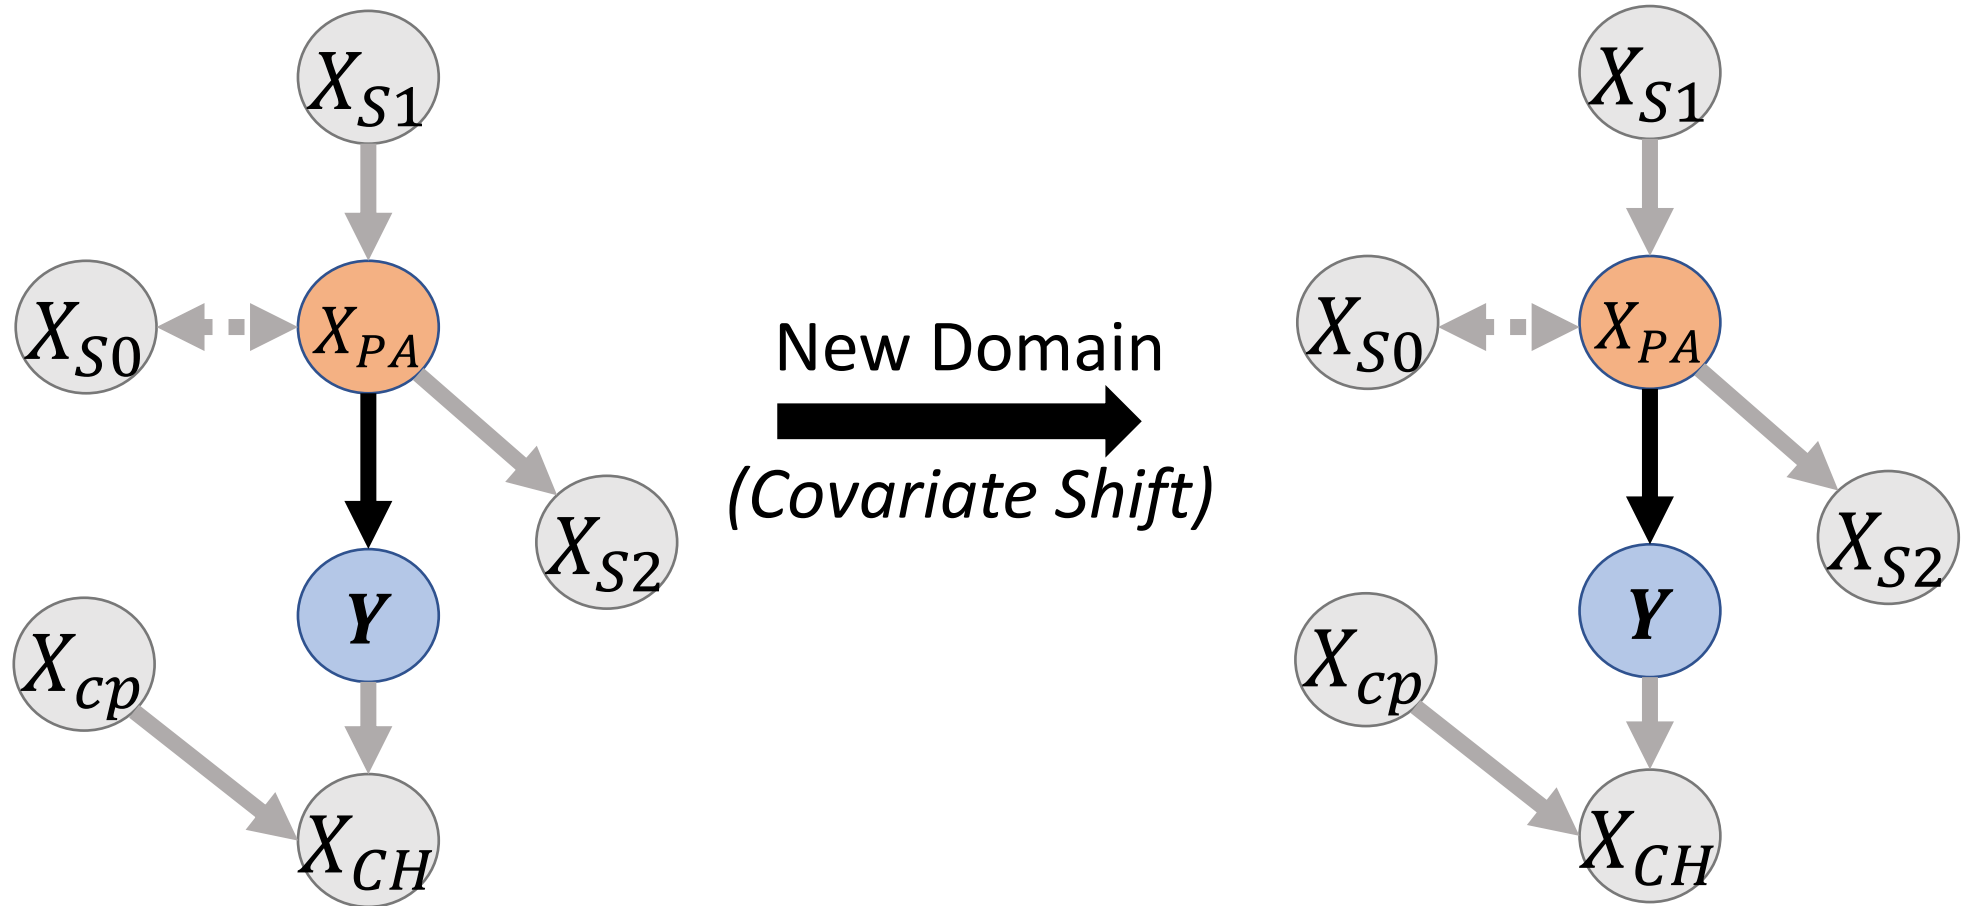 X_{S1}
X_{S0}
X_{PA}
X_{S2}
Y
X_{cp}
X_{CH}
New Domain
(Covariate Shift)
X_{S1}
X_{S0}
X_{PA}
X_{S2}
Y
X_{cp}
X_{CH}